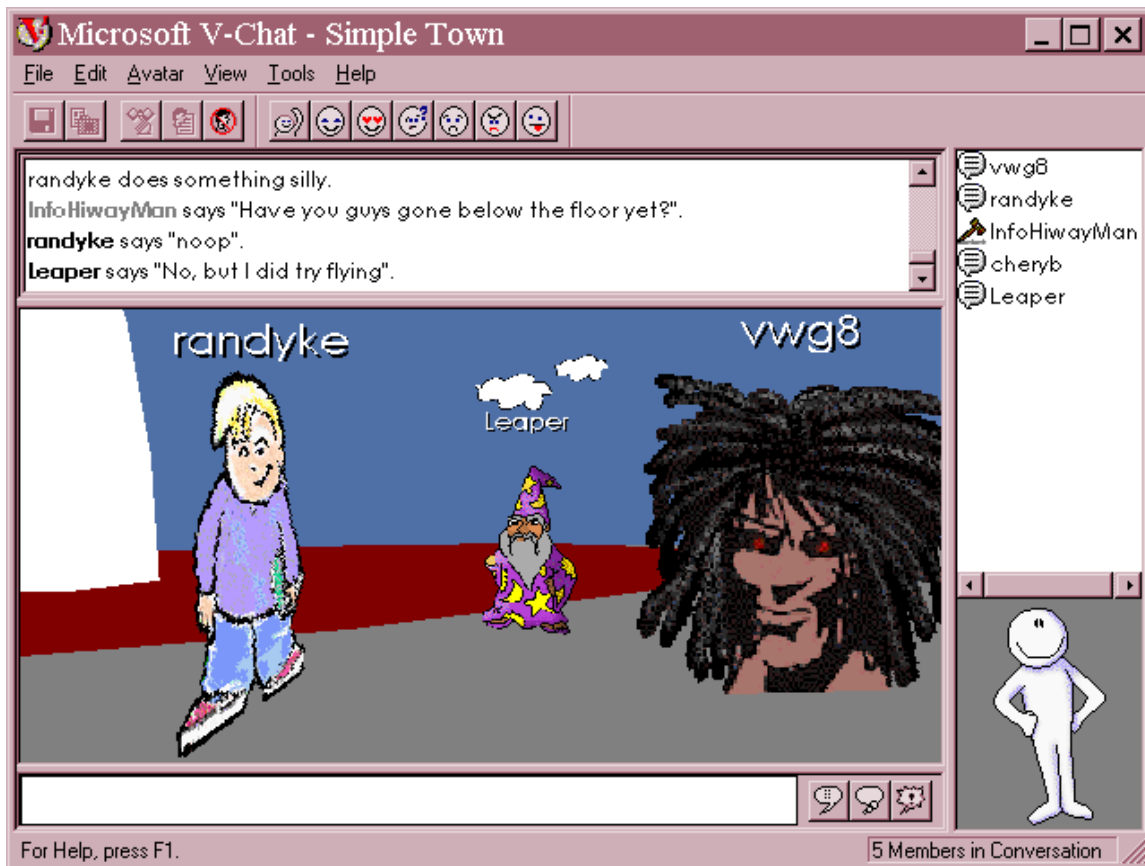 Microsoft V-Chat - Simple Town
File Edit Avatar View Tools Help
randyke does something silly.
InfoHiwayMan says "Have you guys gone below the floor yet?".
randyke says "noop".
Leaper says "No, but I did try flying".
vwg8
randyke
InfoHiwayMan
cheryb
Leaper
randyke
vwg8
Leaper
For Help, press F1.
5 Members in Conversation